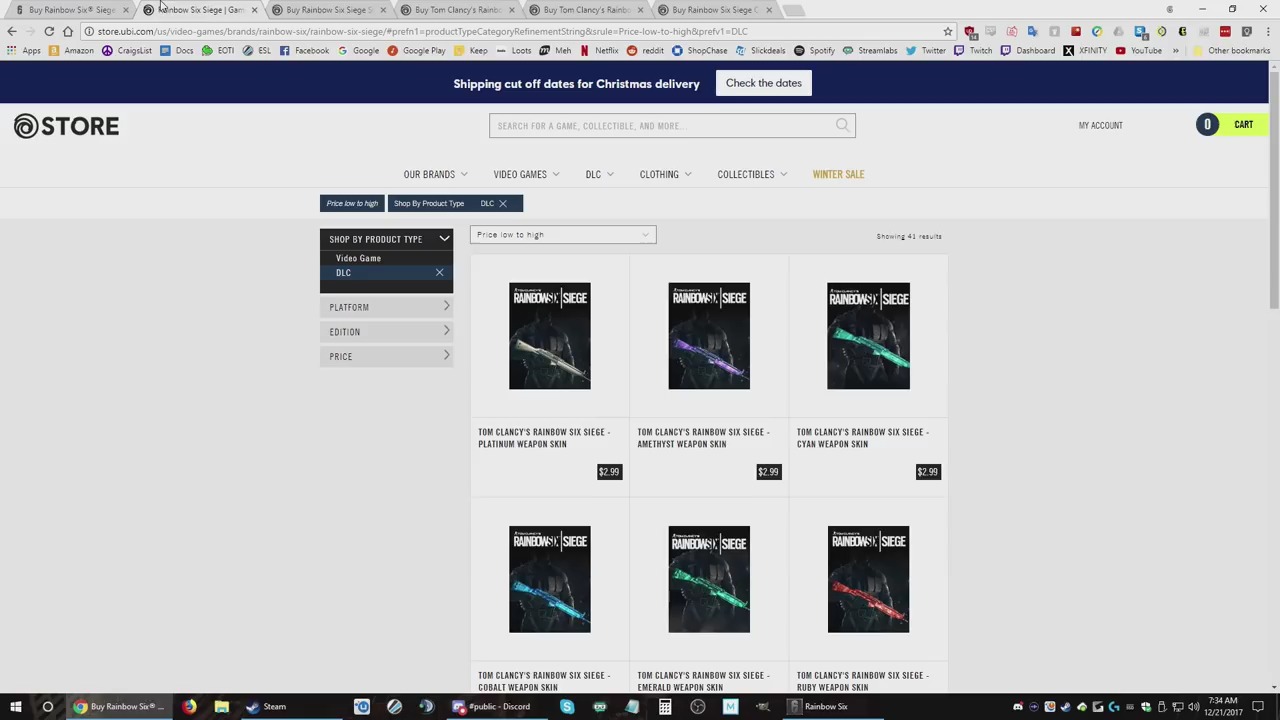 Buy Rainbow Six® Siege
Rainbow Six Siege | Gam
Buy Rainbow Six Siege S
Buy Tom Clancy's Rainbo
Buy Tom Clancy's Rainbo
Buy Rainbow Six Siege
store.ubi.com/us/video-games/brands/rainbow-six/rainbow-six-siege/#prefn1=productTypeCategoryRefinementString&srule=Price-low-to-high&prefv1=DLC
Apps
Amazon
CraigsList
Docs
EOTI
ESL
Facebook
Google
Keep
Loots
Meh
Netflix
reddit
ShopChase
Slickdeals
Spotify
Twitter
Twitch
Dashboard
XFINITY
YouTube
»
Other bookmarks
Shipping cut off dates for Christmas delivery
Check the dates
STORE
SEARCH FOR A GAME, COLLECTIBLE, AND MORE...
MY ACCOUNT
0
CART
OUR BRANDS
VIDEO GAMES
DLC
CLOTHING
COLLECTIBLES
WINTER SALE
Price low to high
Shop By Product Type
DLC
SHOP BY PRODUCT TYPE
Video Game
DLC
PLATFORM
EDITION
PRICE
Price low to high
Showing 41 results
RAINBOW SIX | SIEGE
RAINBOW SIX | SIEGE
RAINBOW SIX | SIEGE
TOM CLANCY'S RAINBOW SIX SIEGE -
PLATINUM WEAPON SKIN
TOM CLANCY'S RAINBOW SIX SIEGE -
AMETHYST WEAPON SKIN
TOM CLANCY'S RAINBOW SIX SIEGE -
CYAN WEAPON SKIN
$2.99
$2.99
$2.99
RAINBOW SIX | SIEGE
RAINBOW SIX | SIEGE
RAINBOW SIX | SIEGE
TOM CLANCY'S RAINBOW SIX SIEGE -
COBALT WEAPON SKIN
TOM CLANCY'S RAINBOW SIX SIEGE -
EMERALD WEAPON SKIN
TOM CLANCY'S RAINBOW SIX SIEGE -
RUBY WEAPON SKIN
Buy Rainbow Six® ...
Steam
#public - Discord
Rainbow Six
7:34 AM
12/21/2017